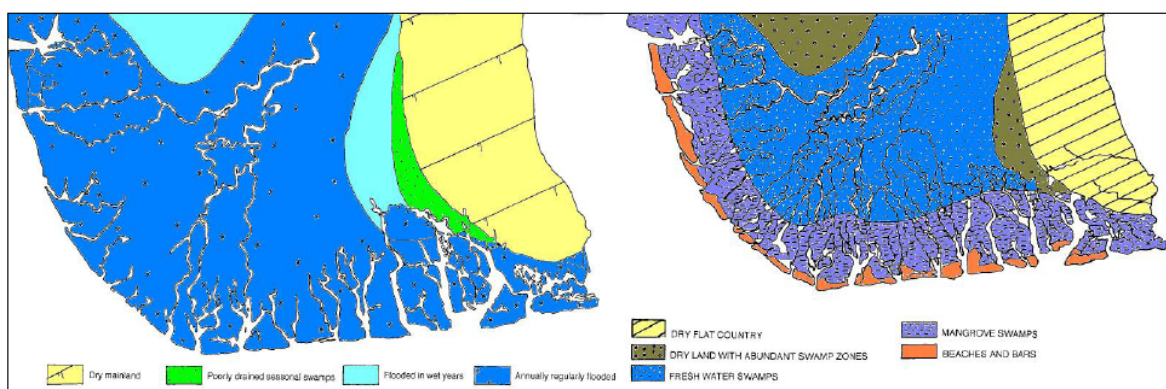 Dry mainland
Poorly drained seasonal swamps
Flooded in wet years
Annually regularly flooded
DRY FLAT COUNTRY
DRY LAND WITH ABUNDANT SWAMP ZONES
FRESH WATER SWAMPS
MANGROVE SWAMPS
BEACHES AND BARS